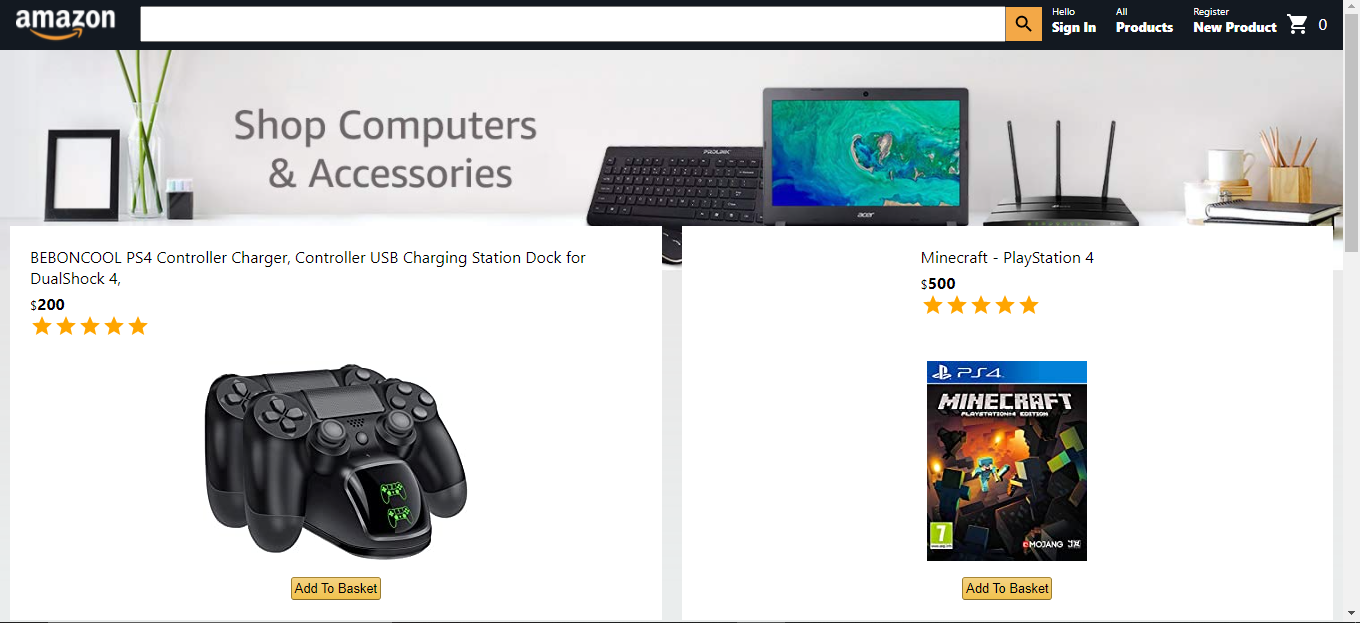 amazon
Hello
Sign In
All
Products
Register
New Product
0
Shop Computers
& Accessories
PROLINK
acer
BEBONCOOL PS4 Controller Charger, Controller USB Charging Station Dock for
DualShock 4,
$200
Minecraft - PlayStation 4
$500
PS4
MINECRAFT
PLAYSTATION®4 EDITION
7
MOJANG
Add To Basket
Add To Basket